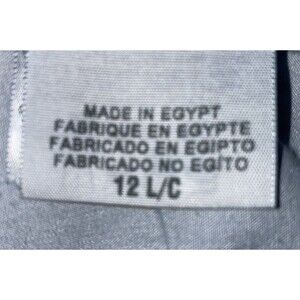 MADE IN EGYPT
FABRIQUE EN EGYPTE
FABRICADO EN EGIPTO
FABRICADO NO EGITO
12 L/C